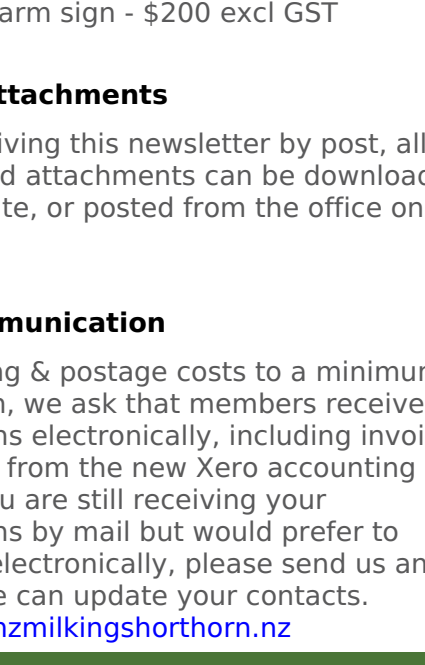 arm sign - $200 excl GST
ttachments
iving this newsletter by post, all
d attachments can be downloac
te, or posted from the office on
munication
ng & postage costs to a minimum
n, we ask that members receive
ns electronically, including invoi
from the new Xero accounting
u are still receiving your
ns by mail but would prefer to
electronically, please send us an
e can update your contacts.
nzmilkingshorthorn.nz